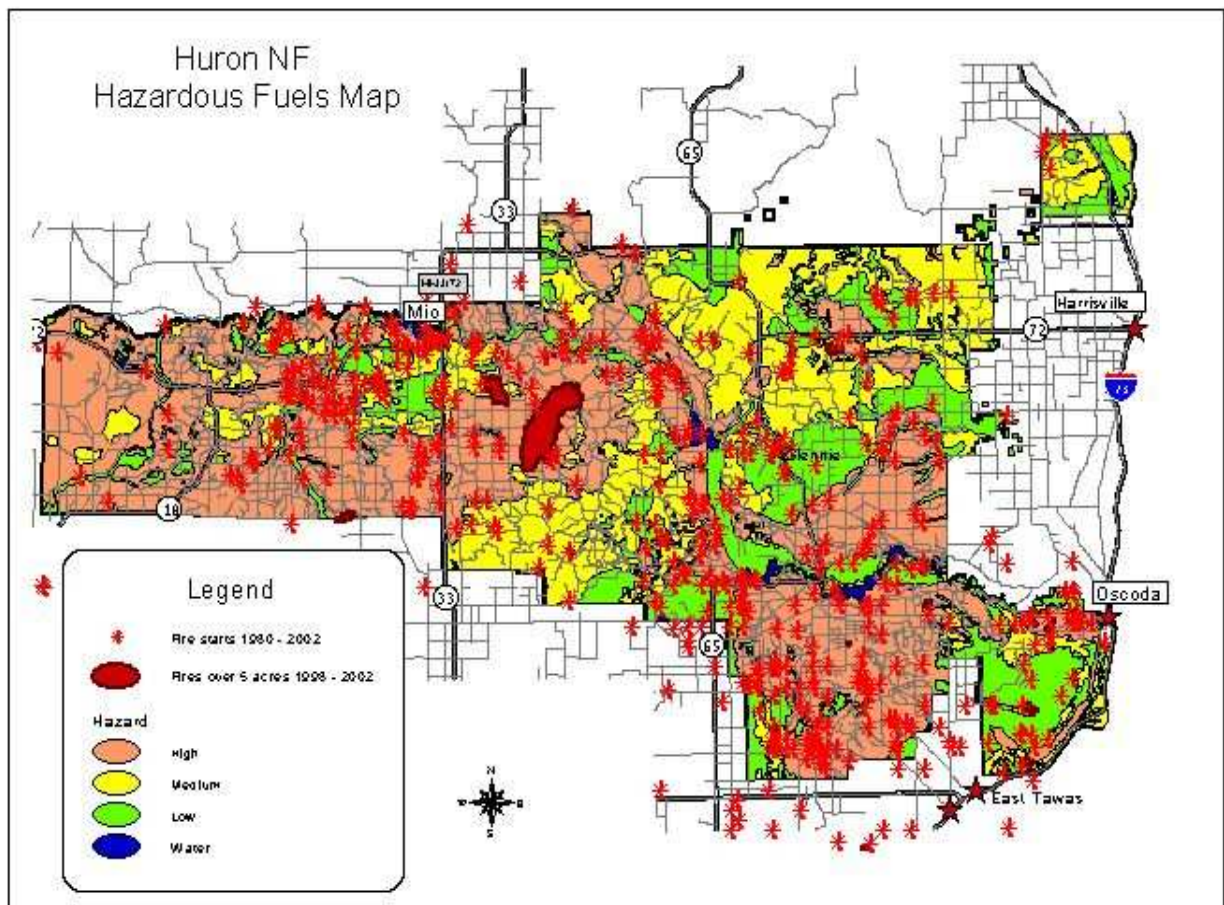 Huron NF
Hazardous Fuels Map
65
33
Mio
Harrisville
72
Glennie
18
33
Oscoda
65
East Tawas
N
S
Legend
Fire starts 1980 - 2002
Fires over 5 acres 1998 - 2002
Hazard
High
Medium
Low
Water